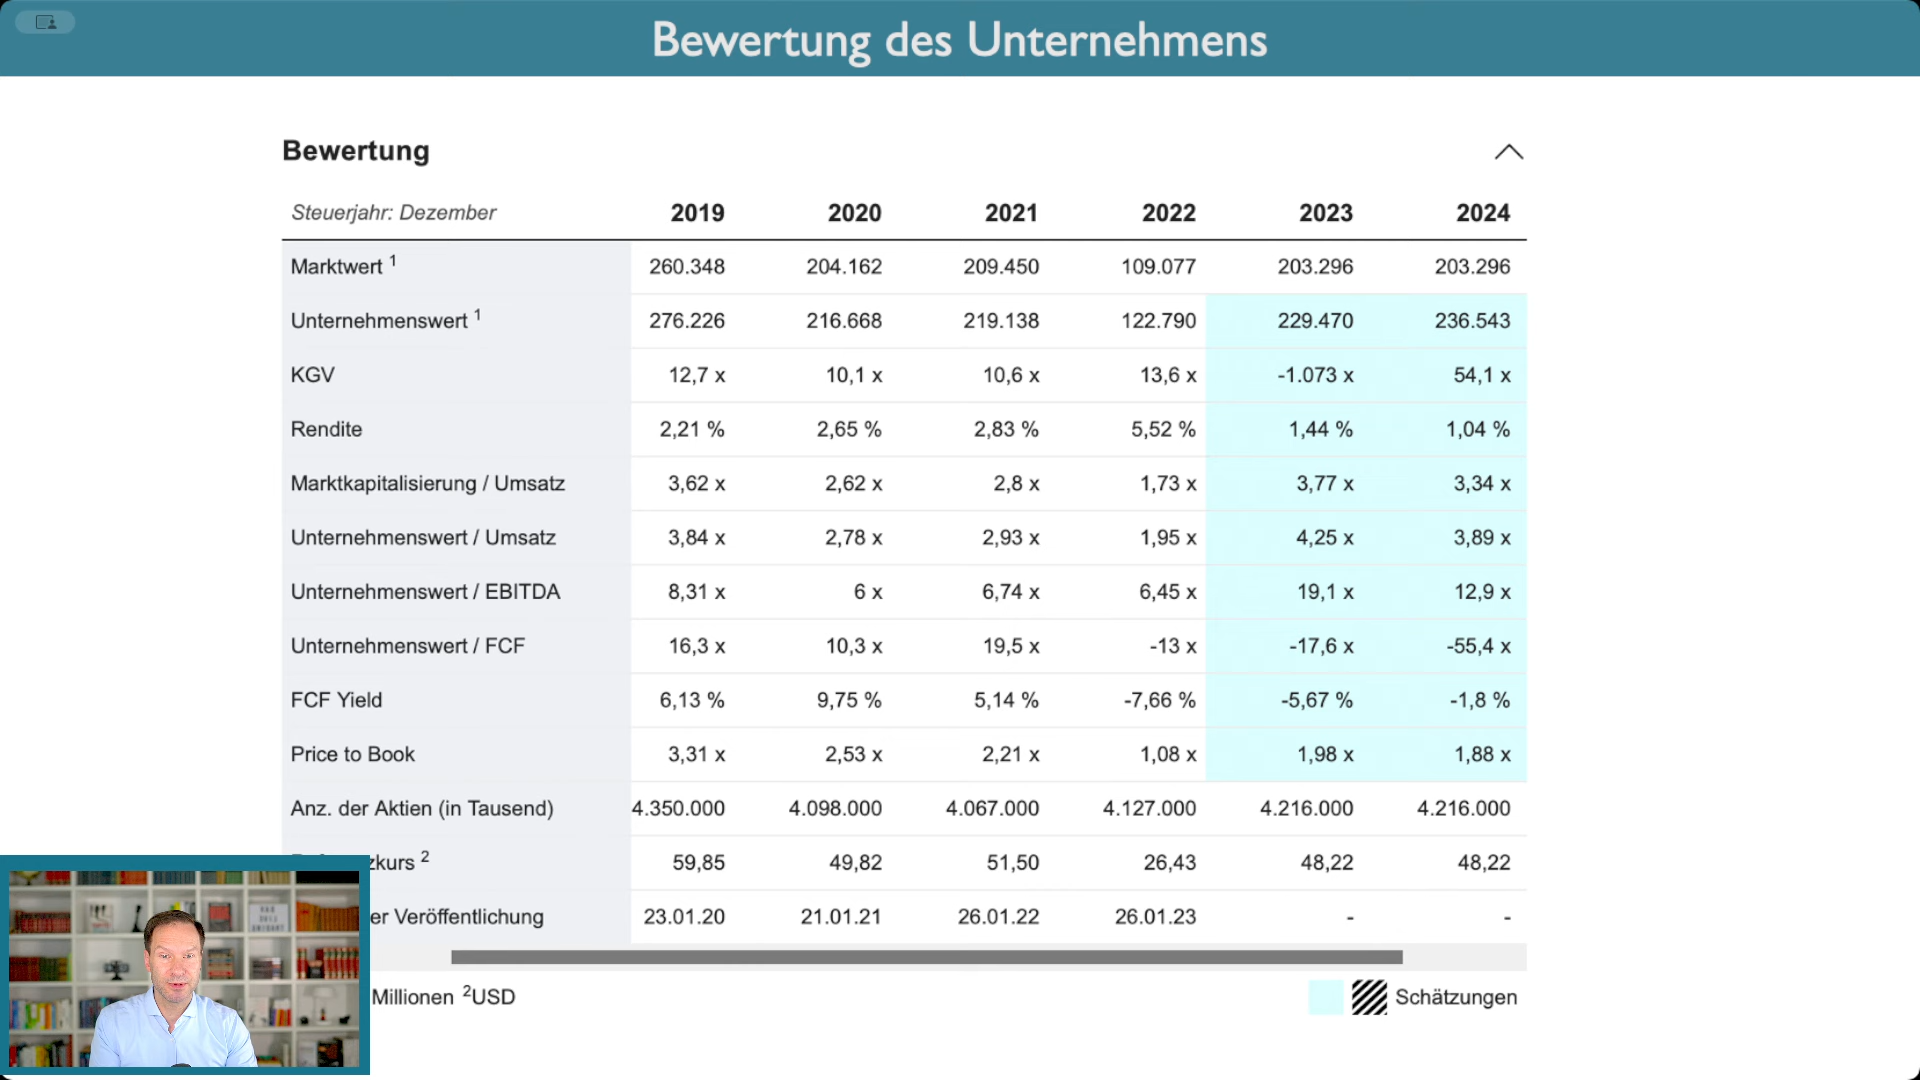 Bewertung des Unternehmens
Bewertung
Steuerjahr: Dezember 2019 2020 2021 2022 2023 2024
Marktwert 1 260.348 204.162 209.450 109.077 203.296 203.296
Unternehmenswert 1 276.226 216.668 219.138 122.790 229.470 236.543
KGV 12,7 x 10,1 x 10,6 x 13,6 x -1.073 x 54,1 x
Rendite 2,21 % 2,65 % 2,83 % 5,52 % 1,44 % 1,04 %
Marktkapitalisierung / Umsatz 3,62 x 2,62 x 2,8 x 1,73 x 3,77 x 3,34 x
Unternehmenswert / Umsatz 3,84 x 2,78 x 2,93 x 1,95 x 4,25 x 3,89 x
Unternehmenswert / EBITDA 8,31 x 6 x 6,74 x 6,45 x 19,1 x 12,9 x
Unternehmenswert / FCF 16,3 x 10,3 x 19,5 x -13 x -17,6 x -55,4 x
FCF Yield 6,13 % 9,75 % 5,14 % -7,66 % -5,67 % -1,8 %
Price to Book 3,31 x 2,53 x 2,21 x 1,08 x 1,98 x 1,88 x
Anz. der Aktien (in Tausend) 4.350.000 4.098.000 4.067.000 4.127.000 4.216.000 4.216.000
zkurs 2 59,85 49,82 51,50 26,43 48,22 48,22
er Veröffentlichung 23.01.20 21.01.21 26.01.22 26.01.23 - -
Millionen 2USD
Schätzungen